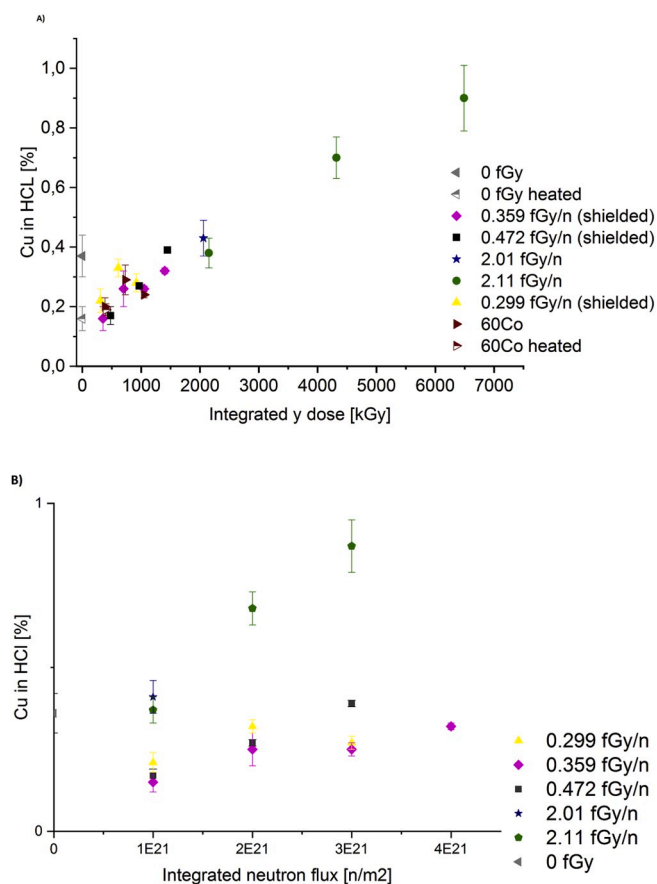 A)
Cu in HCL [%]
1,0
0,8
0,6
0,4
0,2
0,0
0 1000 2000 3000 4000 5000 6000 7000
Integrated y dose [kGy]
0 fGy
0 fGy heated
0.359 fGy/n (shielded)
0.472 fGy/n (shielded)
2.01 fGy/n
2.11 fGy/n
0.299 fGy/n (shielded)
60Co
60Co heated
B)
Cu in HCl [%]
1
0
0 1E21 2E21 3E21 4E21
Integrated neutron flux [n/m2]
0.299 fGy/n
0.359 fGy/n
0.472 fGy/n
2.01 fGy/n
2.11 fGy/n
0 fGy